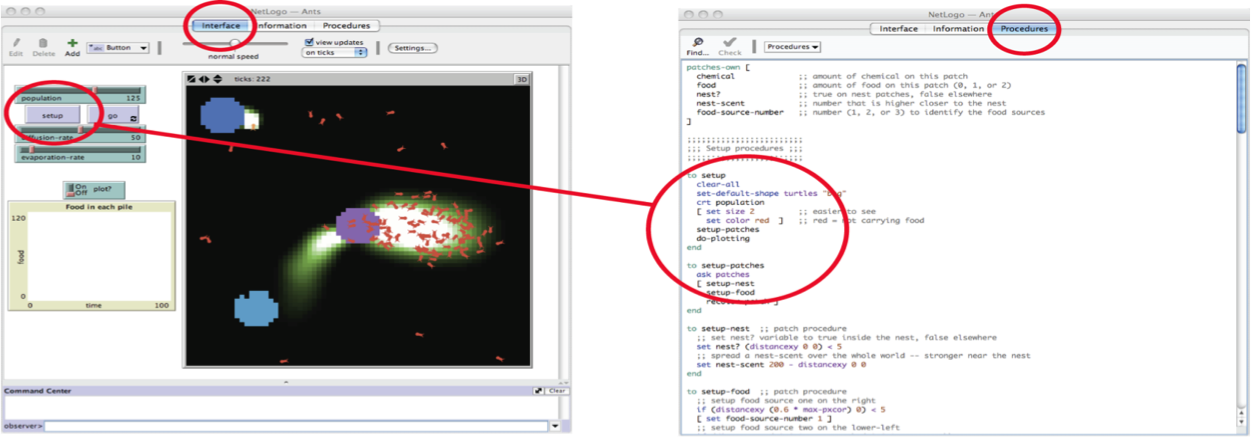 NetLogo — Ants
Interface Information Procedures
Edit Delete Add Button normal speed view updates on ticks Settings...
ticks: 222 3D
population 125
setup go
diffusion-rate 50
evaporation-rate 10
On Off plot?
Food in each pile
120
food
0
0 time 100
Command Center Clear
observer>
NetLogo — Ants
Interface Information Procedures
Find... Check Procedures
patches-own [
chemical ;; amount of chemical on this patch
food ;; amount of food on this patch (0, 1, or 2)
nest? ;; true on nest patches, false elsewhere
nest-scent ;; number that is higher closer to the nest
food-source-number ;; number (1, 2, or 3) to identify the food sources
]
;;;;;;;;;;;;;;;;;;;;;;;;
;;; Setup procedures ;;;
;;;;;;;;;;;;;;;;;;;;;;;;
to setup
clear-all
set-default-shape turtles "bug"
crt population
[ set size 2 ;; easier to see
set color red ] ;; red = not carrying food
setup-patches
do-plotting
end
to setup-patches
ask patches
[ setup-nest
setup-food
recolor-patch ]
end
to setup-nest ;; patch procedure
;; set nest? variable to true inside the nest, false elsewhere
set nest? (distancexy 0 0) < 5
;; spread a nest-scent over the whole world -- stronger near the nest
set nest-scent 200 - distancexy 0 0
end
to setup-food ;; patch procedure
;; setup food source one on the right
if (distancexy (0.6 * max-pxcor) 0) < 5
[ set food-source-number 1 ]
;; setup food source two on the lower-left